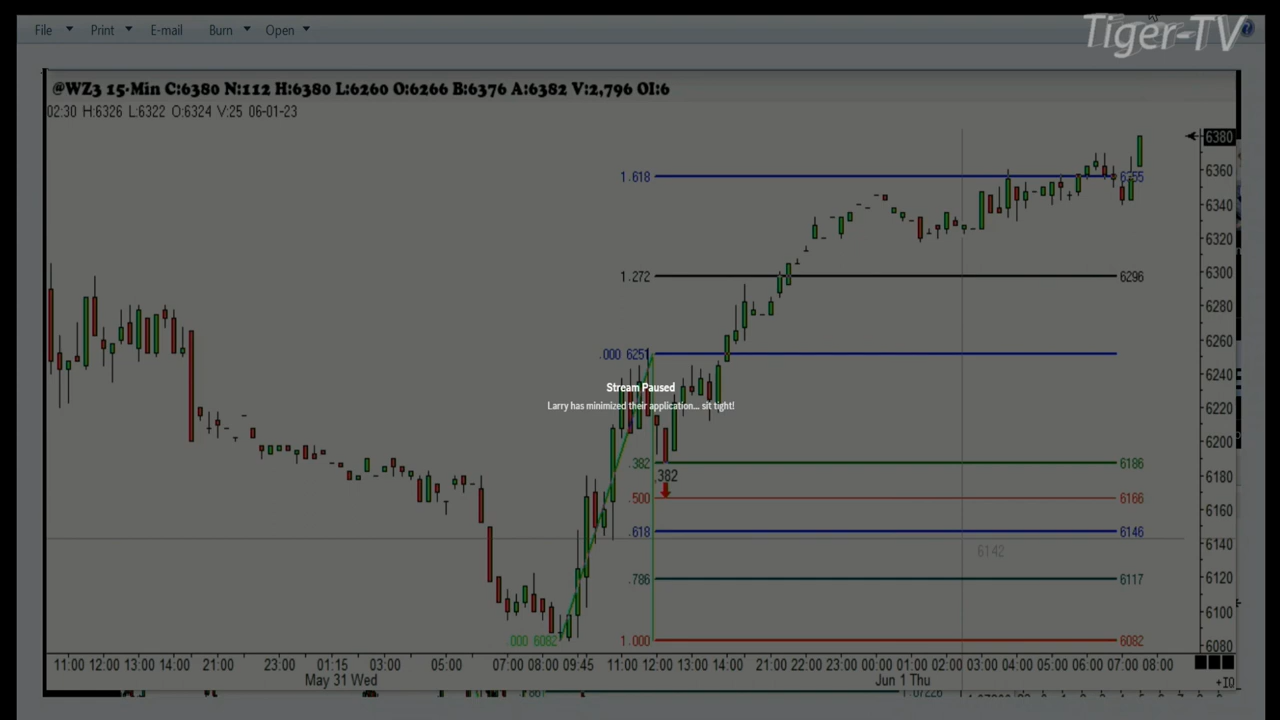 Tiger-TV
File Print E-mail Burn Open
@WZ3 15-Min C:6380 N:112 H:6380 L:6260 O:6266 B:6376 A:6382 V:2,796 OI:6
02:30 H:6326 L:6322 O:6324 V:25 06-01-23
6380
1.618 6355
6360
6340
6320
1.272 6296
6300
6280
6260
.000 6251
6240
Stream Paused
Larry has minimized their application... sit tight!
6220
6200
.382 6186
.382
6180
.500 6166
6160
.618 6146
6142
6140
.786 6117
6120
6100
.000 6082 1.000 6082
6080
11:00 12:00 13:00 14:00 21:00 23:00 01:15 03:00 05:00 07:00 08:00 09:45 11:00 12:00 13:00 14:00 21:00 22:00 23:00 00:00 01:00 02:00 03:00 04:00 05:00 06:00 07:00 08:00
May 31 Wed Jun 1 Thu
+IO